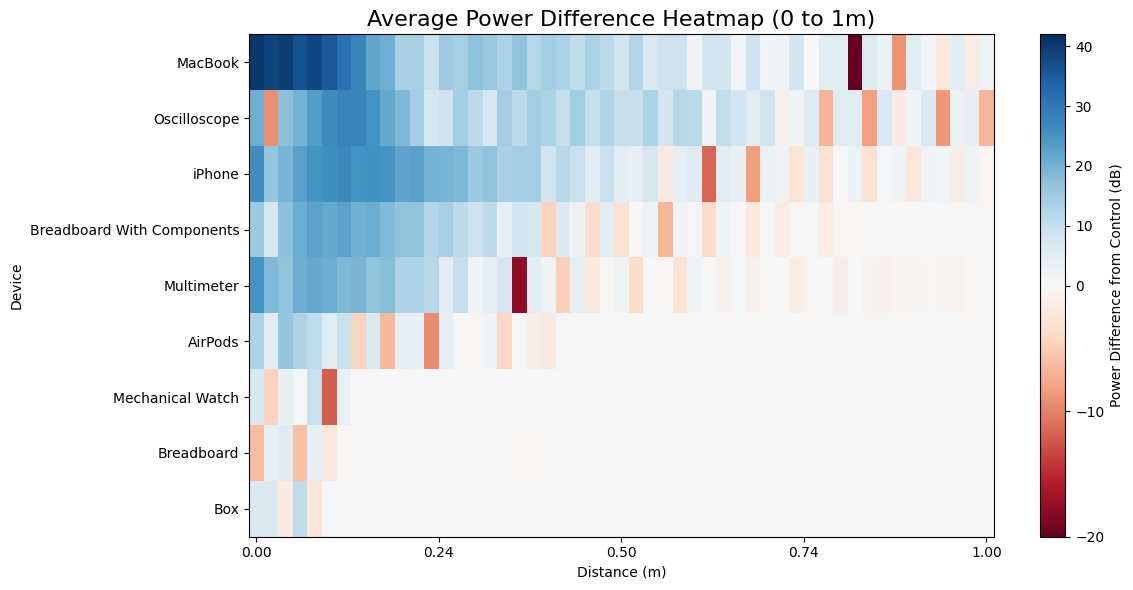 Average Power Difference Heatmap (0 to 1m)
MacBook
Oscilloscope
iPhone
Breadboard With Components
Multimeter
AirPods
Mechanical Watch
Breadboard
Box
Device
0.00
0.24
0.50
0.74
1.00
Distance (m)
40
30
20
10
0
−10
−20
Power Difference from Control (dB)